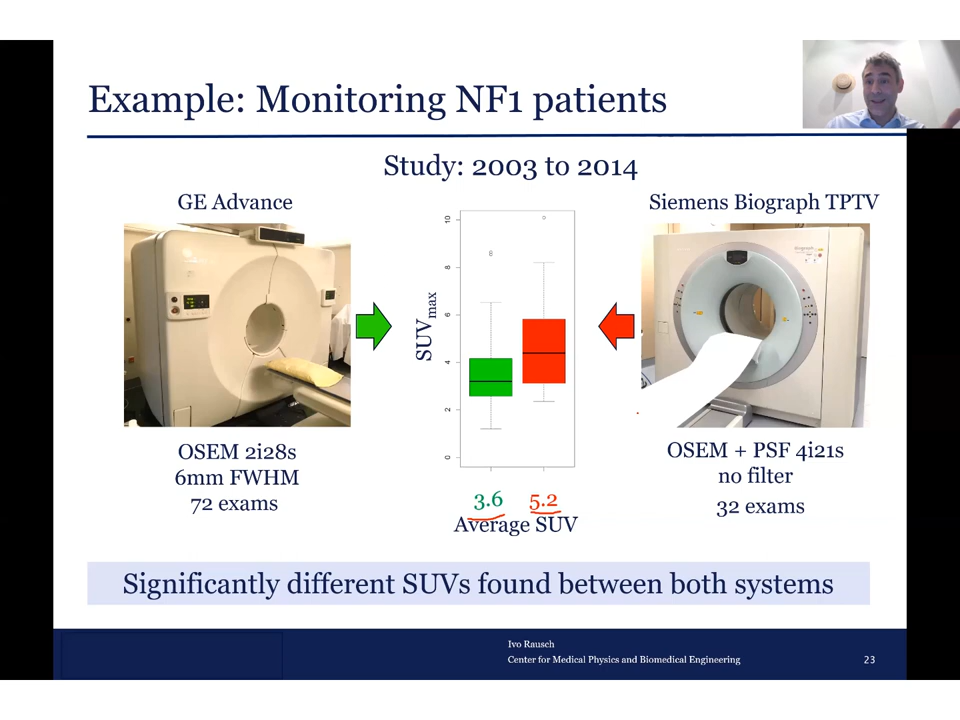 Example: Monitoring NF1 patients
Study: 2003 to 2014
GE Advance
Siemens Biograph TPTV
SUVmax
10
8
6
4
2
0
OSEM 2i28s
6mm FWHM
72 exams
OSEM + PSF 4i21s
no filter
32 exams
3.6 5.2
Average SUV
Significantly different SUVs found between both systems
Ivo Rausch
Center for Medical Physics and Biomedical Engineering
23